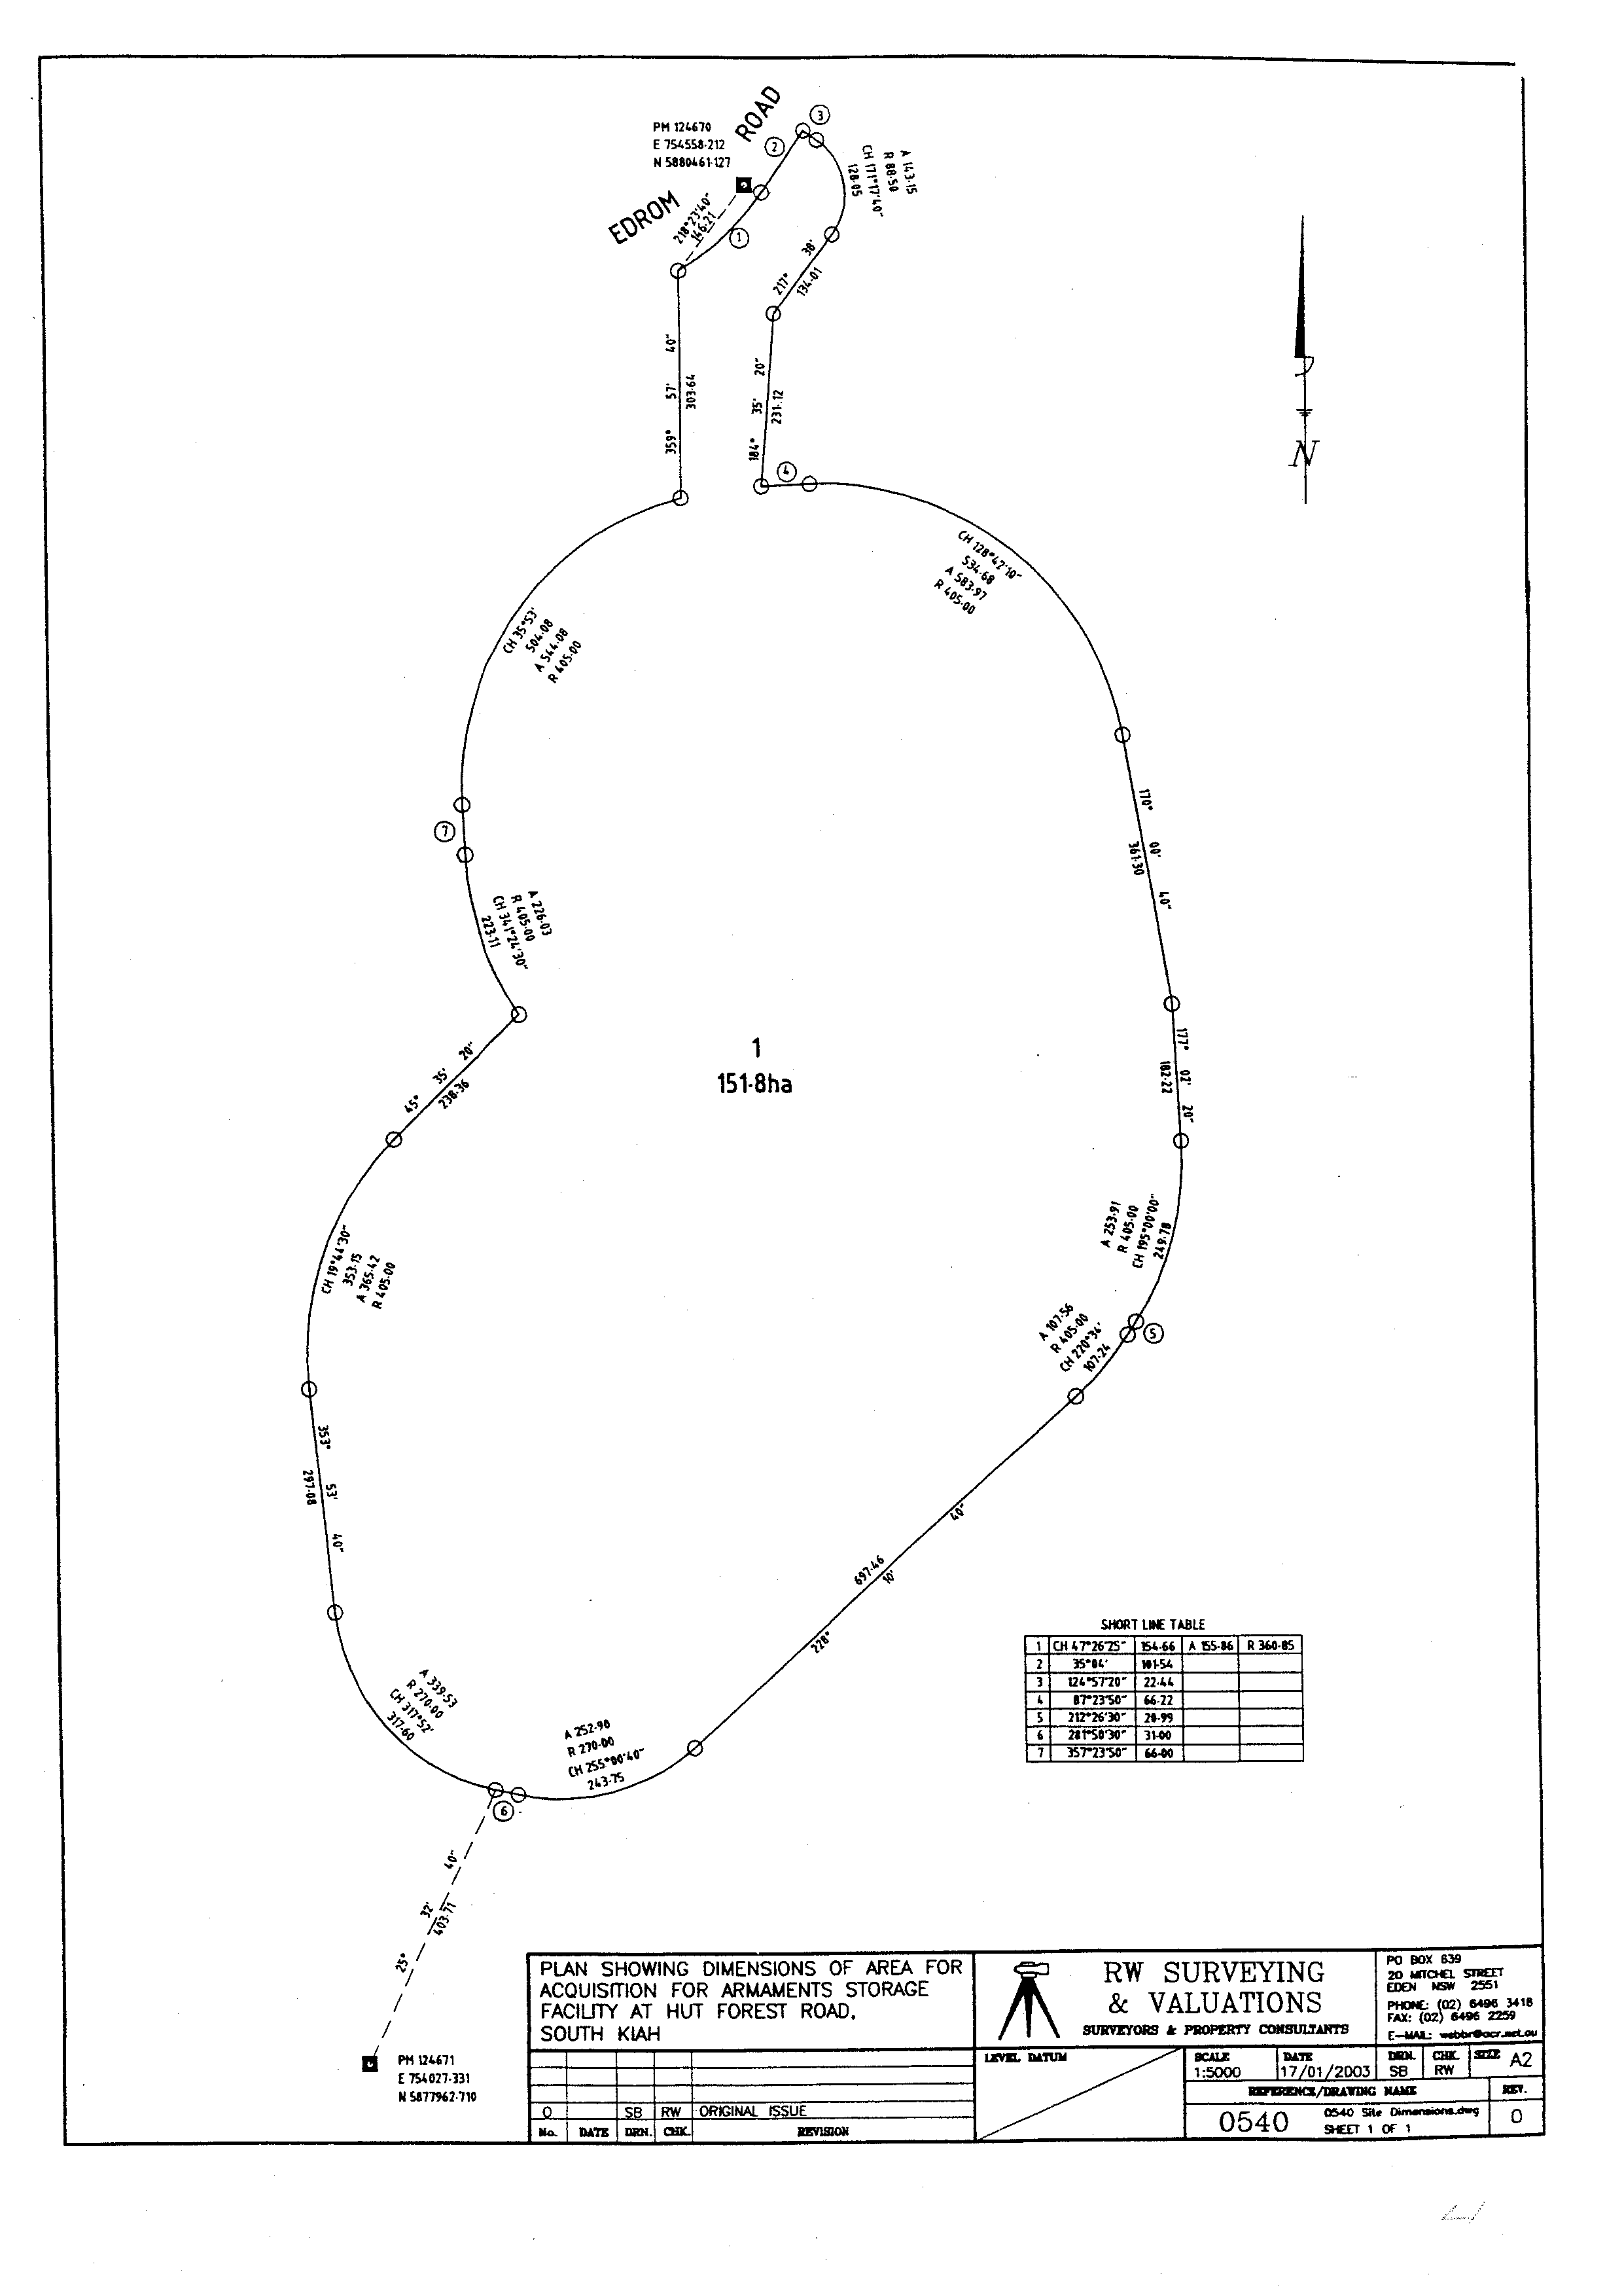 PM 124670
E 754558·212
N 5880461·127
EDROM ROAD
218°23'40"
146·21
1
2
3
A 143·15
R 88·50
CH 171°17'40"
128·05
217° 38'
134·01
359° 57' 40"
303·64
184° 35' 20"
231·12
4
N
CH 128°42'10"
534·68
A 583·97
R 405·00
CH 35°53'
504·08
A 544·08
R 405·00
7
170° 00' 40"
361·30
A 226·03
R 405·00
CH 341°24'30"
223·11
1
151·8ha
177° 02' 20"
182·22
45° 35' 20"
238·36
A 253·91
R 405·00
CH 195°00'00"
249·78
CH 19°44'30"
353·15
A 365·42
R 405·00
A 107·56
R 405·00
CH 220°34'
107·24
5
353° 53' 40"
297·08
228° 10' 40"
697·46
SHORT LINE TABLE
1 CH 47°26'25" 154·66 A 155·86 R 360·85
2 35°04' 101·54
3 124°57'20" 22·44
4 87°23'50" 66·22
5 212°26'30" 20·99
6 281°50'30" 31·00
7 357°23'50" 66·00
A 339·53
R 270·00
CH 317°52'
317·60
A 252·90
R 270·00
CH 255°00'40"
243·75
6
25° 32' 40"
403·71
PM 124671
E 754027·331
N 5877962·710
PLAN SHOWING DIMENSIONS OF AREA FOR
ACQUISITION FOR ARMAMENTS STORAGE
FACILITY AT HUT FOREST ROAD,
SOUTH KIAH
RW SURVEYING
& VALUATIONS
SURVEYORS & PROPERTY CONSULTANTS
PO BOX 639
20 MITCHEL STREET
EDEN NSW 2551
PHONE: (02) 6496 3418
FAX: (02) 6496 2259
E-MAIL: webbr@acr.net.au
LEVEL DATUM
SCALE
1:5000
DATE
17/01/2003
DRN.
SB
CHK.
RW
SIZE A2
REFERENCE/DRAWING NAME
0540
0540 Site Dimensions.dwg
SHEET 1 OF 1
REV.
0
0 SB RW ORIGINAL ISSUE
No. DATE DRN. CHK. REVISION